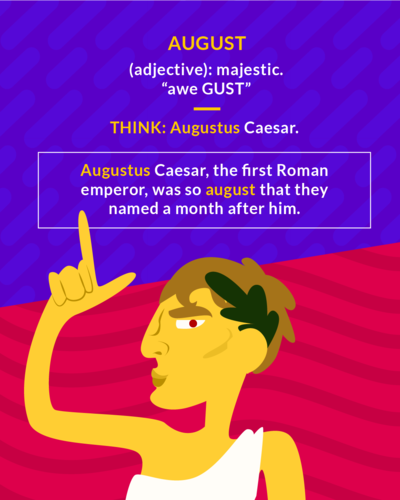 AUGUST
(adjective): majestic.
“awe GUST”
THINK: Augustus Caesar.
Augustus Caesar, the first Roman
emperor, was so august that they
named a month after him.